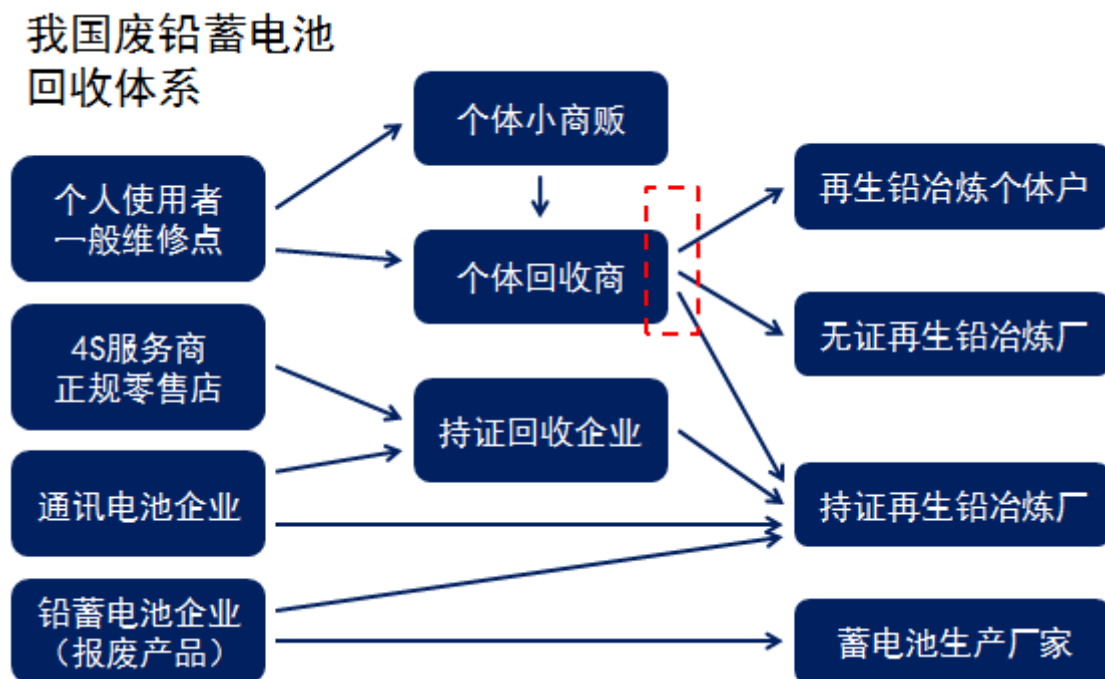 我国废铅蓄电池
回收体系
个体小商贩
个人使用者
一般维修点
再生铅冶炼个体户
个体回收商
4S服务商
正规零售店
无证再生铅冶炼厂
持证回收企业
通讯电池企业
持证再生铅冶炼厂
铅蓄电池企业
（报废产品）
蓄电池生产厂家